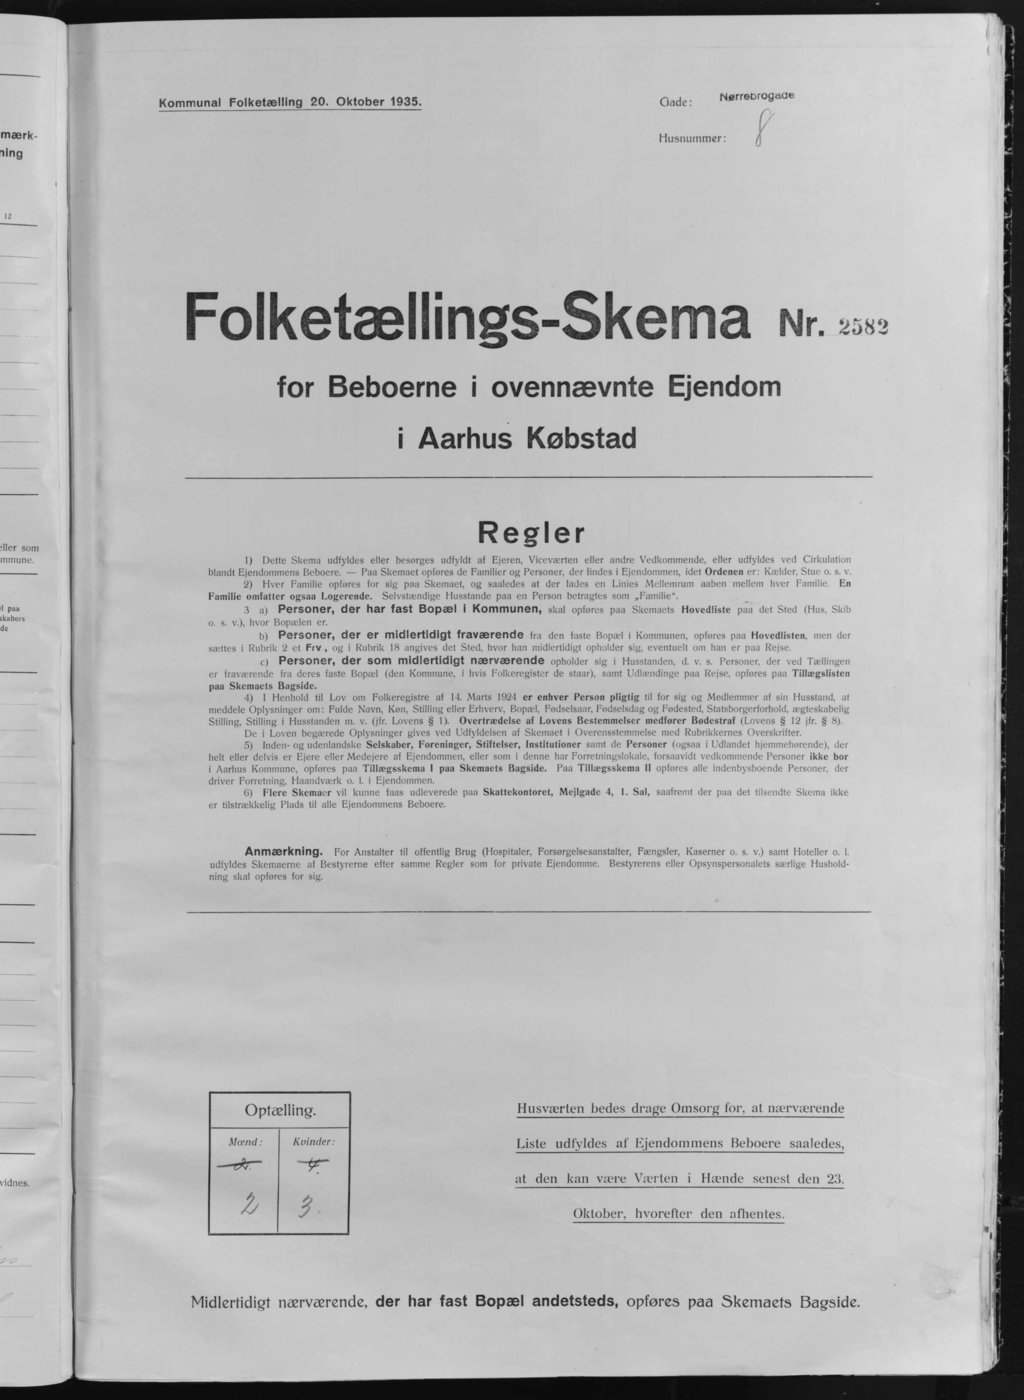 mærk-
ning
12
eller som
mmune.
l paa
skabers
de
vidnes.
Kommunal Folketælling 20. Oktober 1935.
Gade: Nørrebrogade
Husnummer: 8
Folketællings-Skema Nr. 2582
for Beboerne i ovennævnte Ejendom
i Aarhus Købstad
Regler
1) Dette Skema udfyldes eller besørges udfyldt af Ejeren, Viceværten eller andre Vedkommende, eller udfyldes ved Cirkulation
blandt Ejendommens Beboere. — Paa Skemaet opføres de Familier og Personer, der findes i Ejendommen, idet Ordenen er: Kælder, Stue o. s. v.
2) Hver Familie opføres for sig paa Skemaet, og saaledes at der lades en Linies Mellemrum aaben mellem hver Familie. En
Familie omfatter ogsaa Logerende. Selvstændige Husstande paa en Person betragtes som „Familie“.
3 a) Personer, der har fast Bopæl i Kommunen, skal opføres paa Skemaets Hovedliste paa det Sted (Hus, Skib
o. s. v.), hvor Bopælen er.
b) Personer, der er midlertidigt fraværende fra den faste Bopæl i Kommunen, opføres paa Hovedlisten, men der
sættes i Rubrik 2 et Frv., og i Rubrik 18 angives det Sted, hvor han midlertidigt opholder sig, eventuelt om han er paa Rejse.
c) Personer, der som midlertidigt nærværende opholder sig i Husstanden, d. v. s. Personer, der ved Tællingen
er fraværende fra deres faste Bopæl (den Kommune, i hvis Folkeregister de staar), samt Udlændinge paa Rejse, opføres paa Tillægslisten
paa Skemaets Bagside.
4) I Henhold til Lov om Folkeregistre af 14. Marts 1924 er enhver Person pligtig til for sig og Medlemmer af sin Husstand, at
meddele Oplysninger om: Fulde Navn, Køn, Stilling eller Erhverv, Bopæl, Fødselsaar, Fødselsdag og Fødested, Statsborgerforhold, ægteskabelig
Stilling, Stilling i Husstanden m. v. (jfr. Lovens § 1). Overtrædelse af Lovens Bestemmelser medfører Bødestraf (Lovens § 12 jfr. § 8).
De i Loven begærede Oplysninger gives ved Udfyldelsen af Skemaet i Overensstemmelse med Rubrikkernes Overskrifter.
5) Inden- og udenlandske Selskaber, Foreninger, Stiftelser, Institutioner samt de Personer (ogsaa i Udlandet hjemmehørende), der
helt eller delvis er Ejere eller Medejere af Ejendommen, eller som i denne har Forretningslokale, forsaavidt vedkommende Personer ikke bor
i Aarhus Kommune, opføres paa Tillægsskema I paa Skemaets Bagside. Paa Tillægsskema II opføres alle indenbysboende Personer, der
driver Forretning, Haandværk o. l. i Ejendommen.
6) Flere Skemaer vil kunne faas udleverede paa Skattekontoret, Mejlgade 4, 1. Sal, saafremt der paa det tilsendte Skema ikke
er tilstrækkelig Plads til alle Ejendommens Beboere.
Anmærkning. For Anstalter til offentlig Brug (Hospitaler, Forsørgelsesanstalter, Fængsler, Kaserner o. s. v.) samt Hoteller o. l.
udfyldes Skemaerne af Bestyrerne efter samme Regler som for private Ejendomme. Bestyrerens eller Opsynspersonalets særlige Hushold-
ning skal opføres for sig.
Optælling.
Mænd: Kvinder:
2. 4.
2 3.
Husværten bedes drage Omsorg for, at nærværende
Liste udfyldes af Ejendommens Beboere saaledes,
at den kan være Værten i Hænde senest den 23.
Oktober, hvorefter den afhentes.
Midlertidigt nærværende, der har fast Bopæl andetsteds, opføres paa Skemaets Bagside.